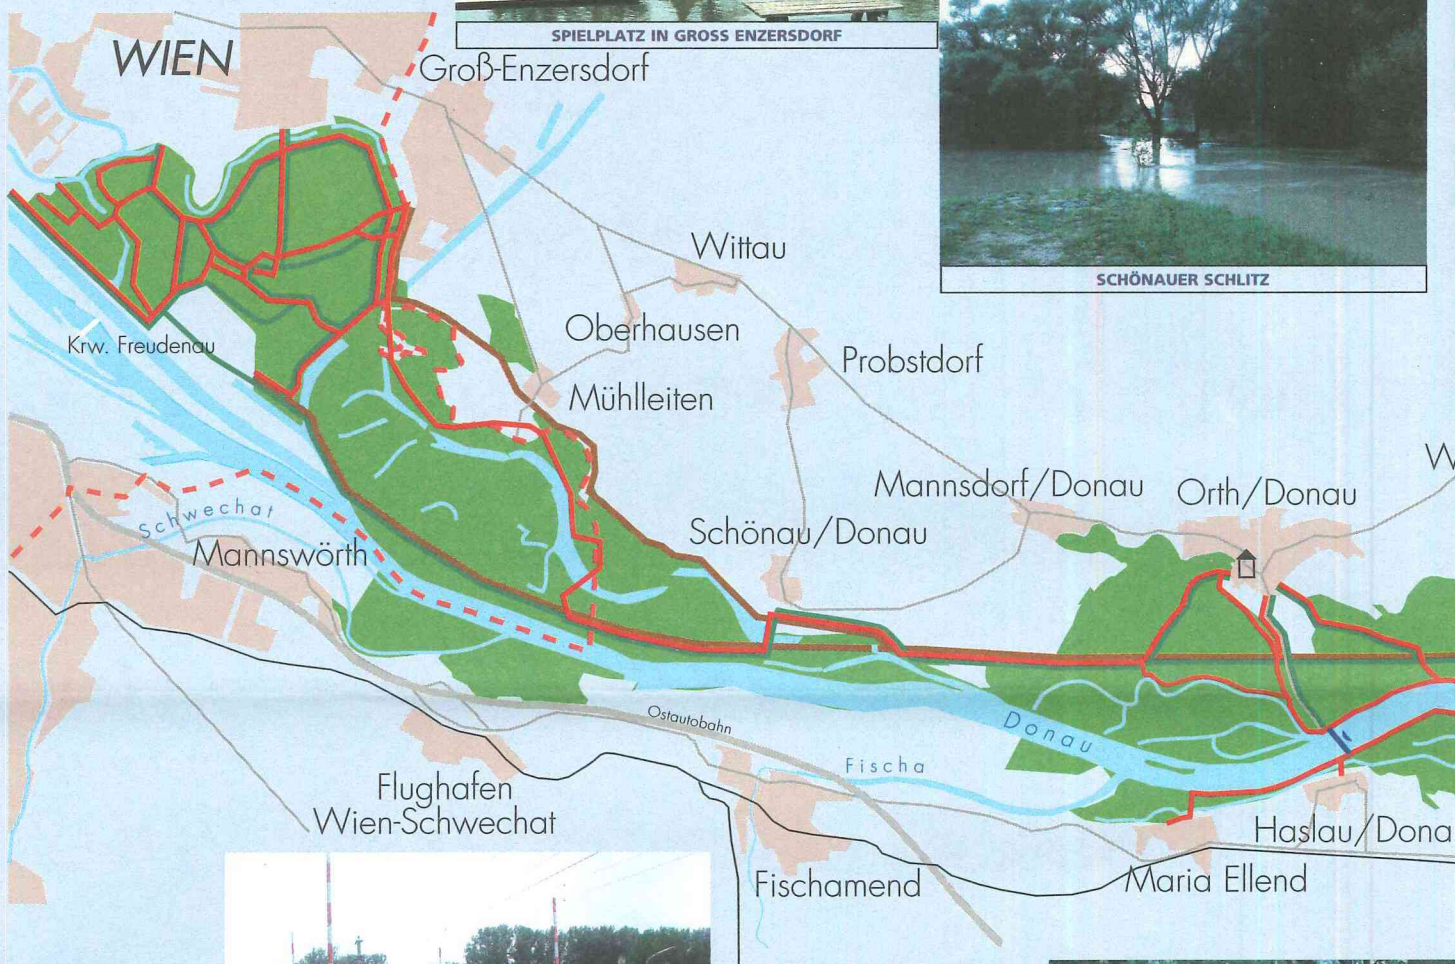 SPIELPLATZ IN GROSS ENZERSDORF
WIEN
Groß-Enzersdorf
Wittau
SCHÖNAUER SCHLITZ
Oberhausen
Krw. Freudenau
Probstdorf
Mühlleiten
Mannsdorf/Donau
Orth/Donau
W
Schwechat
Schönau/Donau
Mannswörth
Ostautobahn
Donau
Fischa
Flughafen
Wien-Schwechat
Haslau/Dona
Fischamend
Maria Ellend